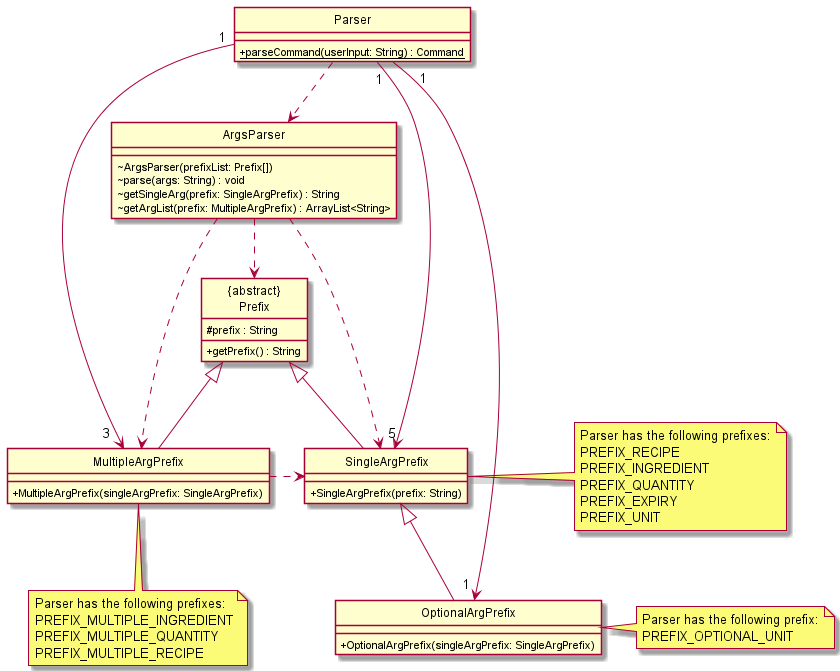 Parser
+parseCommand(userInput: String) : Command
1
1
1
ArgsParser
~ArgsParser(prefixList: Prefix[])
~parse(args: String) : void
~getSingleArg(prefix: SingleArgPrefix) : String
~getArgList(prefix: MultipleArgPrefix) : ArrayList<String>
{abstract}
Prefix
#prefix : String
+getPrefix() : String
3
5
MultipleArgPrefix
+MultipleArgPrefix(singleArgPrefix: SingleArgPrefix)
SingleArgPrefix
+SingleArgPrefix(prefix: String)
Parser has the following prefixes:
PREFIX_RECIPE
PREFIX_INGREDIENT
PREFIX_QUANTITY
PREFIX_EXPIRY
PREFIX_UNIT
1
Parser has the following prefixes:
PREFIX_MULTIPLE_INGREDIENT
PREFIX_MULTIPLE_QUANTITY
PREFIX_MULTIPLE_RECIPE
OptionalArgPrefix
+OptionalArgPrefix(singleArgPrefix: SingleArgPrefix)
Parser has the following prefix:
PREFIX_OPTIONAL_UNIT